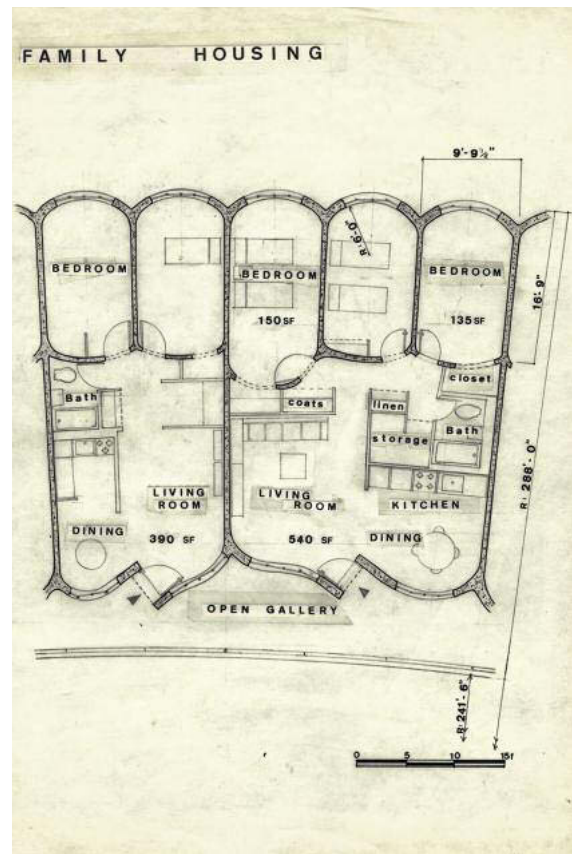 FAMILY HOUSING
9'-9½"
R:6'-0"
BEDROOM
BEDROOM
BEDROOM
150 SF
135 SF
16'-9"
closet
Bath
coats
linen
storage
Bath
R: 288'-0"
LIVING ROOM
LIVING ROOM
KITCHEN
DINING
390 SF
540 SF
DINING
OPEN GALLERY
R:241'-6"
0 5 10 15f